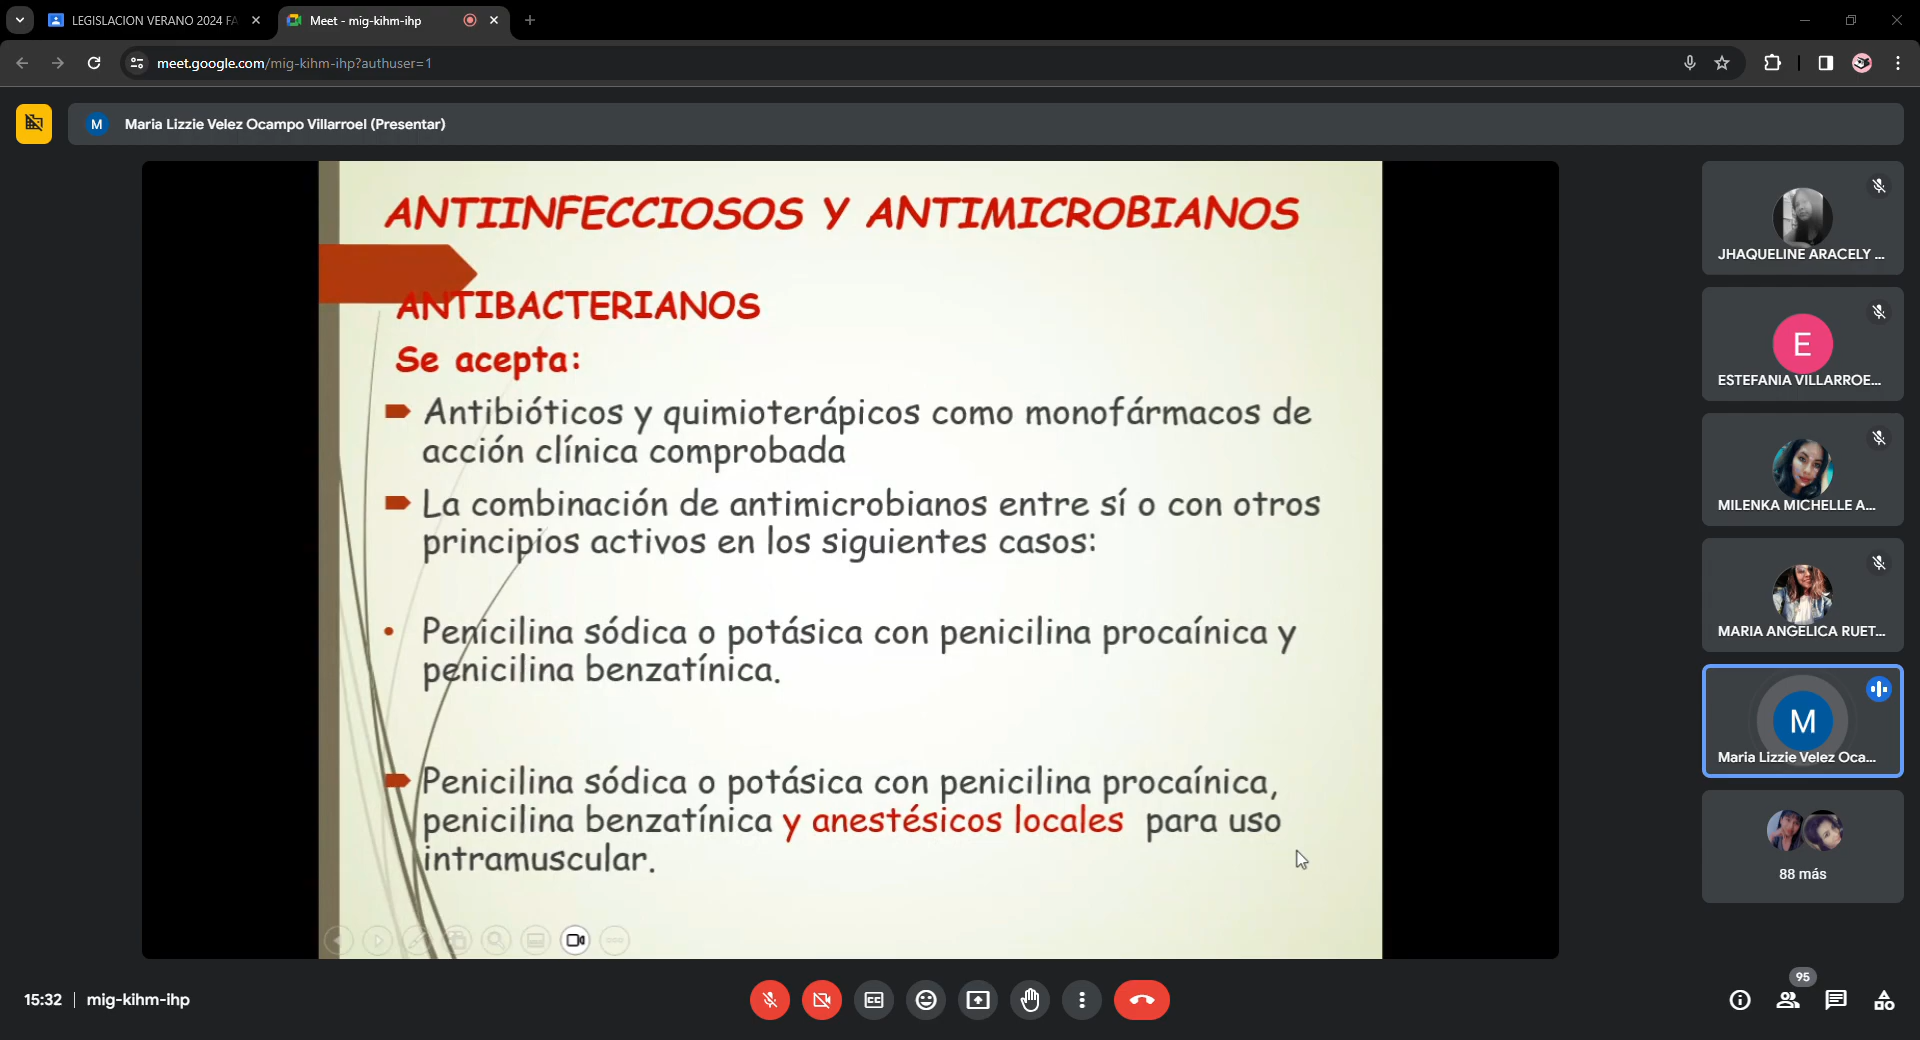 LEGISLACION VERANO 2024 FA
Meet - mig-kihm-ihp
meet.google.com/mig-kihm-ihp?authuser=1
M
Maria Lizzie Velez Ocampo Villarroel (Presentar)
ANTIINFECCIOSOS Y ANTIMICROBIANOS
ANTIBACTERIANOS
Se acepta:
Antibióticos y quimioterápicos como monofármacos de
acción clínica comprobada
La combinación de antimicrobianos entre sí o con otros
principios activos en los siguientes casos:
Penicilina sódica o potásica con penicilina procaínica y
penicilina benzatínica.
Penicilina sódica o potásica con penicilina procaínica,
penicilina benzatínica y anestésicos locales para uso
intramuscular.
JHAQUELINE ARACELY ...
E
ESTEFANIA VILLARROE...
MILENKA MICHELLE A...
MARIA ANGELICA RUET...
M
Maria Lizzie Velez Oca...
88 más
15:32 | mig-kihm-ihp
95